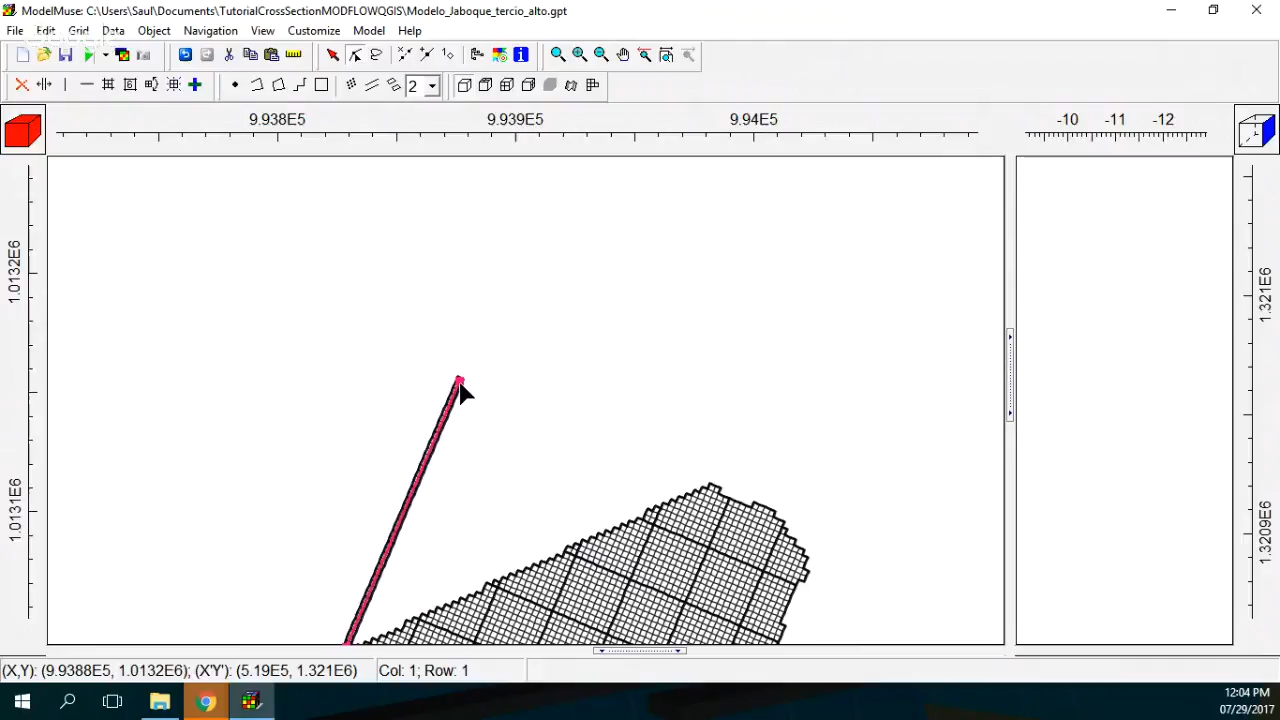 ModelMuse: C:\Users\Saul\Documents\TutorialCrossSectionMODFLOWQGIS\Modelo_Jaboque_tercio_alto.gpt
File Edit Grid Data Object Navigation View Customize Model Help
2
9.938E5 9.939E5 9.94E5 -10 -11 -12
1.0132E6
1.0131E6
1.321E6
1.3209E6
(X,Y): (9.9388E5, 1.0132E6); (X'Y'): (5.19E5, 1.321E6) Col: 1; Row: 1
12:04 PM
07/29/2017